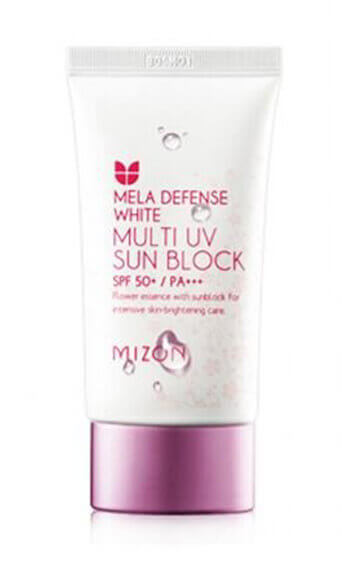 MELA DEFENSE
WHITE
MULTI UV
SUN BLOCK
SPF 50+ / PA+++
Flower essence with sunblock for
intensive skin-brightening care.
MIZON